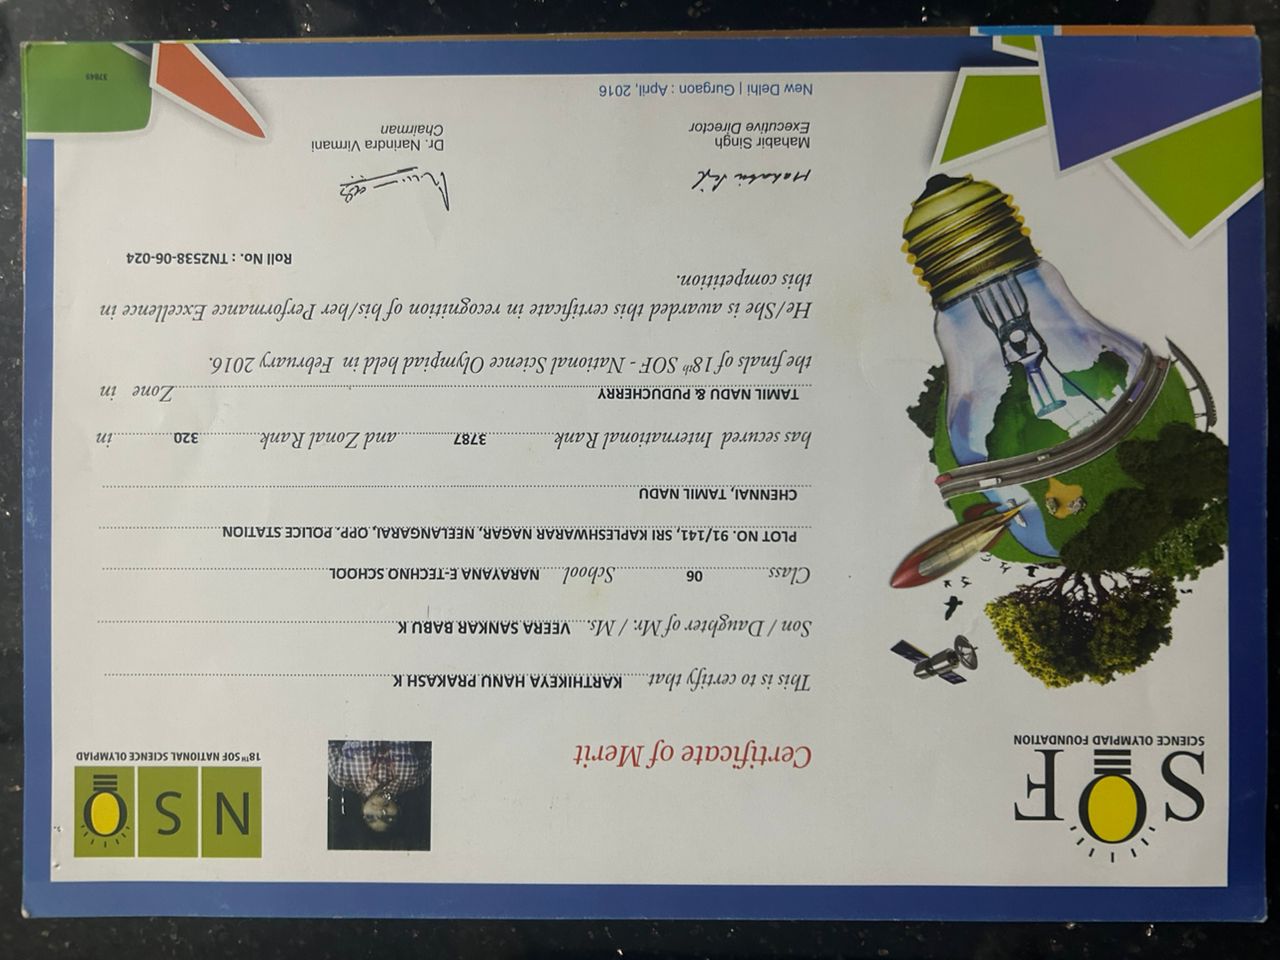 SOF
SCIENCE OLYMPIAD FOUNDATION
NSO
18TH SOF NATIONAL SCIENCE OLYMPIAD
Certificate of Merit
This is to certify that KARTHIKEYA HANU PRAKASH K
Son / Daughter of Mr. / Ms. VEERA SANKAR BABU K
Class 06 School NARAYANA E-TECHNO SCHOOL
PLOT NO. 91/141, SRI KAPLESHWARAR NAGAR, NEELANGARAI, OPP. POLICE STATION
CHENNAI, TAMIL NADU
has secured International Rank 3787 and Zonal Rank 320 in
TAMIL NADU & PUDUCHERRY Zone in
the finals of 18th SOF - National Science Olympiad held in February 2016.
He/She is awarded this certificate in recognition of his/her Performance Excellence in
this competition.
Roll No. : TN2538-06-024
Mahabir Singh
Executive Director
Dr. Narindra Virmani
Chairman
New Delhi | Gurgaon : April, 2016
37849